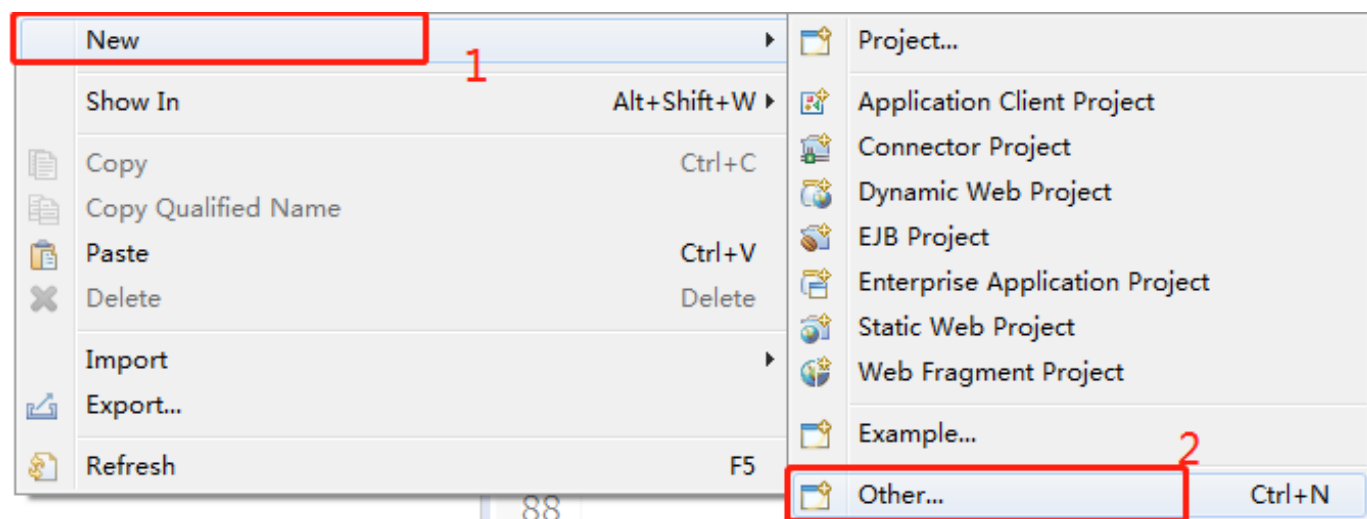 New
1
Show In Alt+Shift+W
Copy Ctrl+C
Copy Qualified Name
Paste Ctrl+V
Delete Delete
Import
Export...
Refresh F5
88
Project...
Application Client Project
Connector Project
Dynamic Web Project
EJB Project
Enterprise Application Project
Static Web Project
Web Fragment Project
Example...
2
Other... Ctrl+N